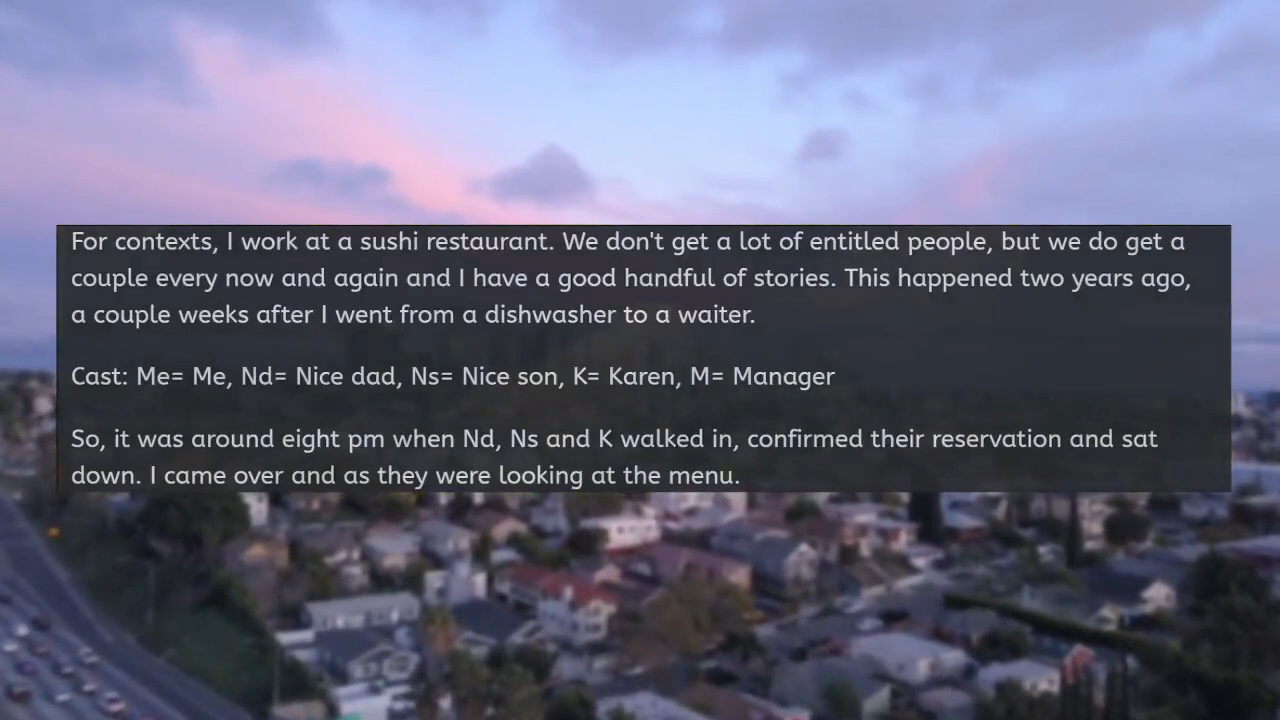 For contexts, I work at a sushi restaurant. We don't get a lot of entitled people, but we do get a
couple every now and again and I have a good handful of stories. This happened two years ago,
a couple weeks after I went from a dishwasher to a waiter.
Cast: Me= Me, Nd= Nice dad, Ns= Nice son, K= Karen, M= Manager
So, it was around eight pm when Nd, Ns and K walked in, confirmed their reservation and sat
down. I came over and as they were looking at the menu.